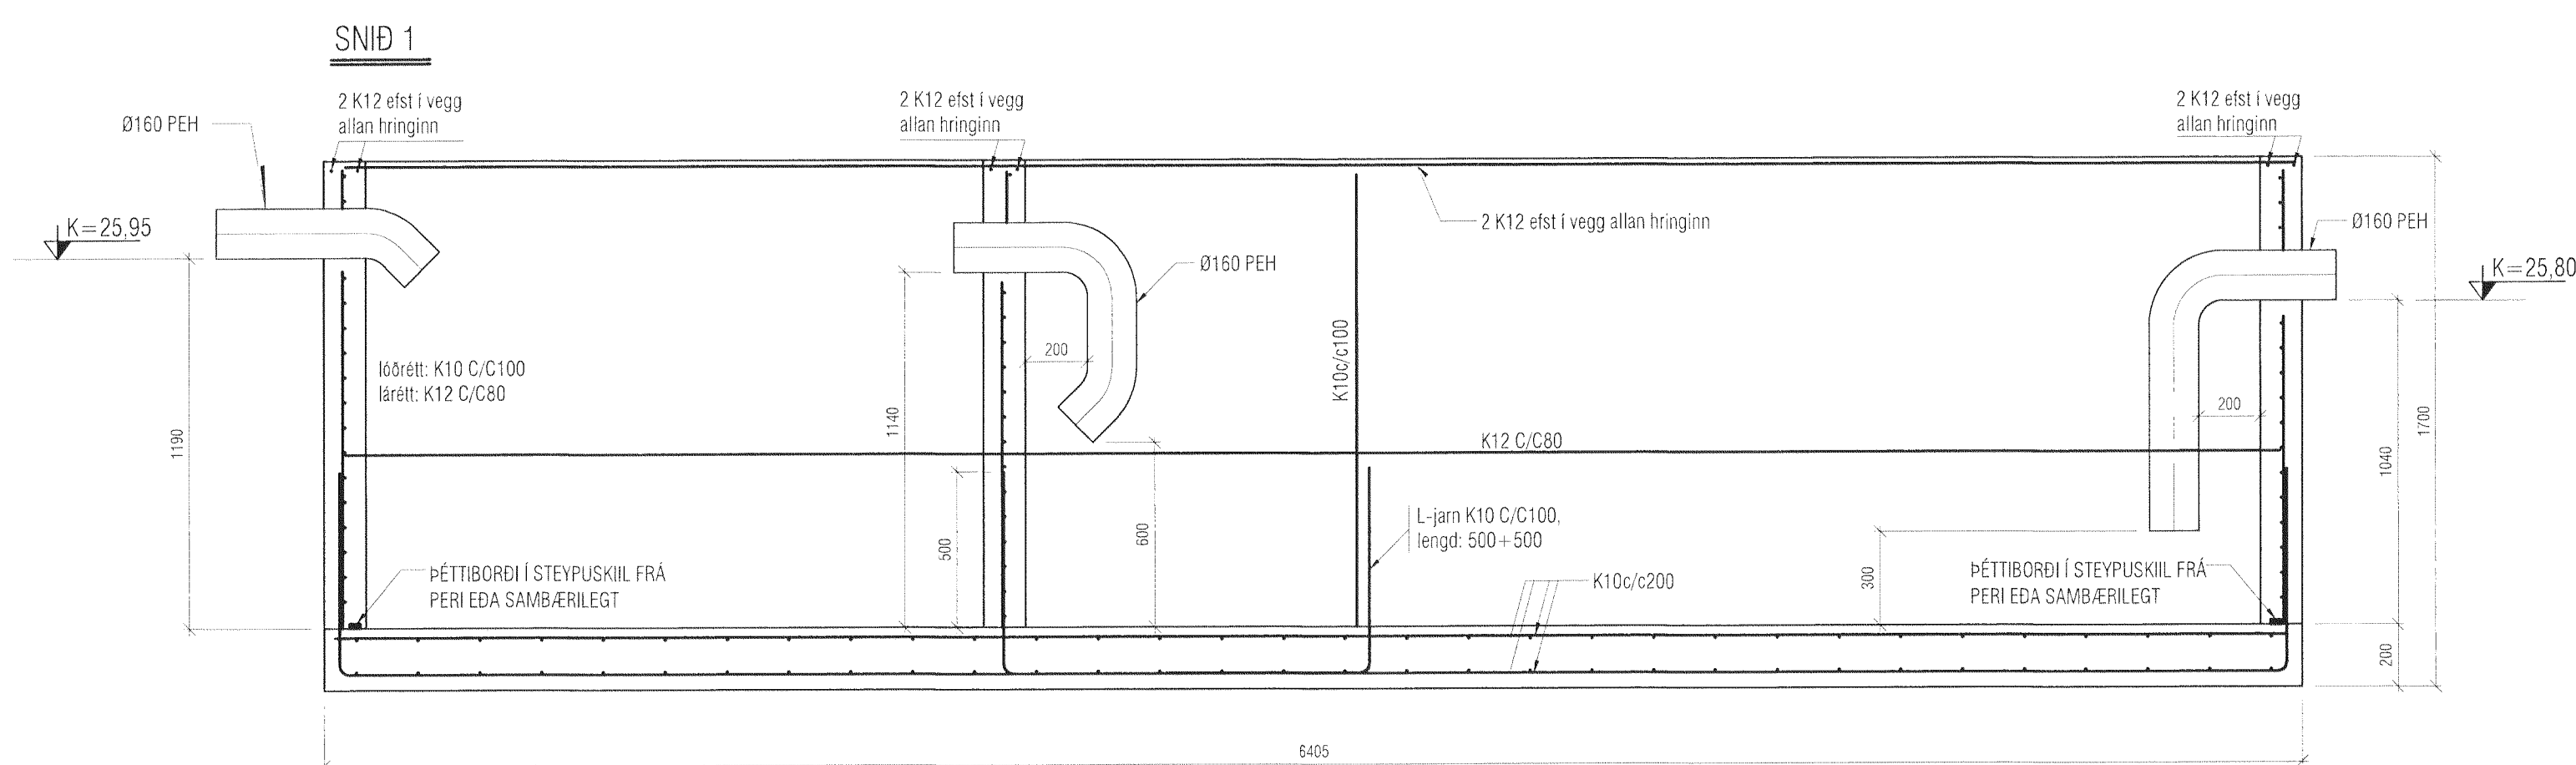 SNIÐ 1
2 K12 efst í vegg
allan hringinn
Ø160 PEH
2 K12 efst í vegg
allan hringinn
2 K12 efst í vegg
allan hringinn
K=25,95
2 K12 efst í vegg allan hringinn
Ø160 PEH
Ø160 PEH
K=25,80
lóðrétt: K10 C/C100
lárétt: K12 C/C80
200
K10c/c100
200
1190
1140
K12 C/C80
1040
1700
500
600
L-jarn K10 C/C100,
lengd: 500+500
ÞÉTTIBORÐI Í STEYPUSKIIL FRÁ
PERI EÐA SAMBÆRILEGT
K10c/c200
300
ÞÉTTIBORÐI Í STEYPUSKIIL FRÁ
PERI EÐA SAMBÆRILEGT
200
6405